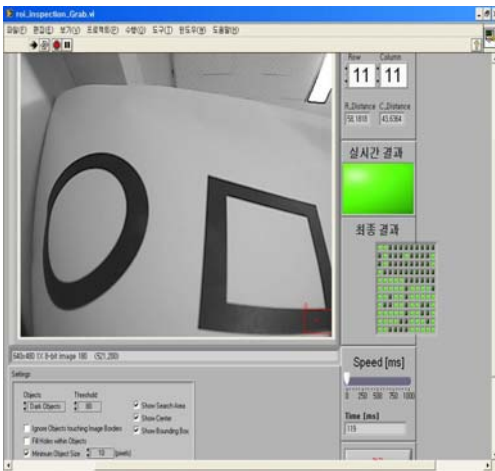 roi_Inspection_Grab.vi
파일(F) 편집(E) 보기(V) 프로젝트(P) 수행(O) 도구(T) 윈도우(W) 도움말(H)
Row Column
11 11
R_Distance C_Distance
58,1818 43,6364
실시간 결과
최종 결과
640x480 1X 8-bit image 180 (521,280)
Speed [ms]
0 250 500 750 1000
Time [ms]
119
Settings
Objects Threshold
Dark Objects 80
Show Search Area
Show Center
Show Bounding Box
Ignore Objects touching Image Borders
Fill Holes within Objects
Minimum Object Size 10 (pixels)